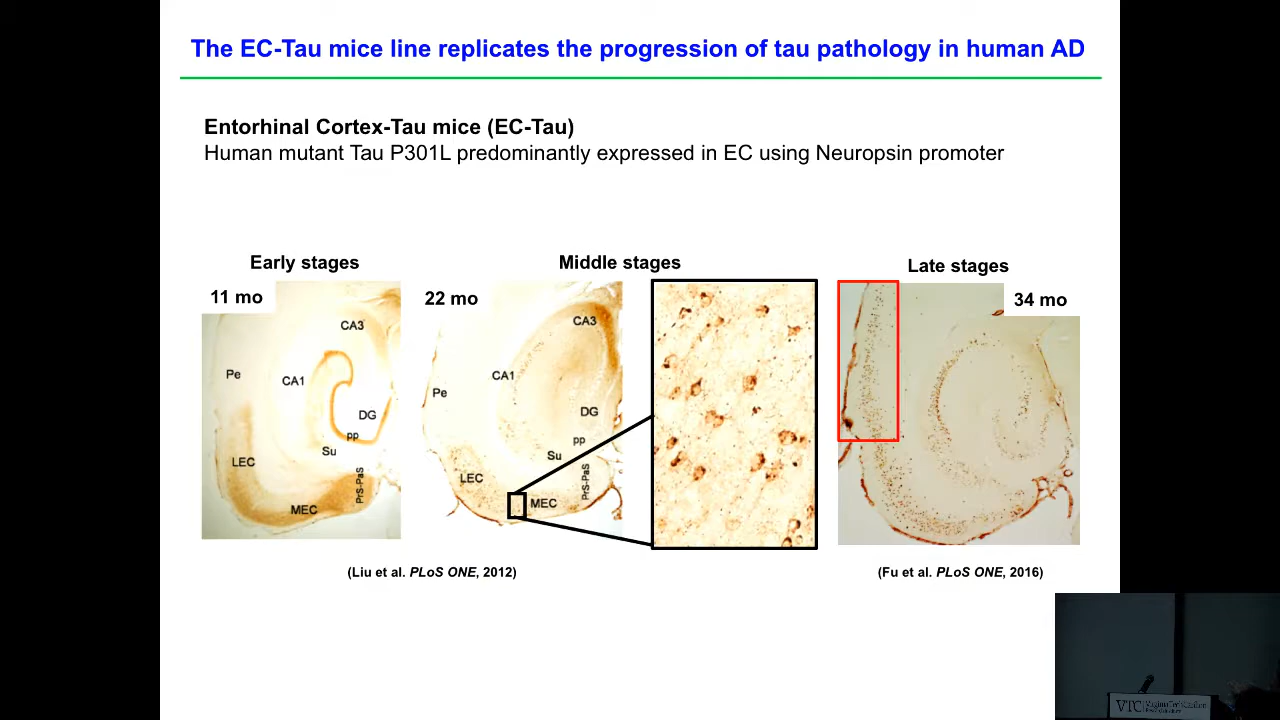 The EC-Tau mice line replicates the progression of tau pathology in human AD
Entorhinal Cortex-Tau mice (EC-Tau)
Human mutant Tau P301L predominantly expressed in EC using Neuropsin promoter
Early stages
Middle stages
Late stages
11 mo
CA3
Pe
CA1
DG
pp
Su
LEC
PrS-PaS
MEC
22 mo
CA3
CA1
Pe
DG
pp
Su
LEC
PrS-PaS
MEC
34 mo
(Liu et al. PLoS ONE, 2012)
(Fu et al. PLoS ONE, 2016)
VTC